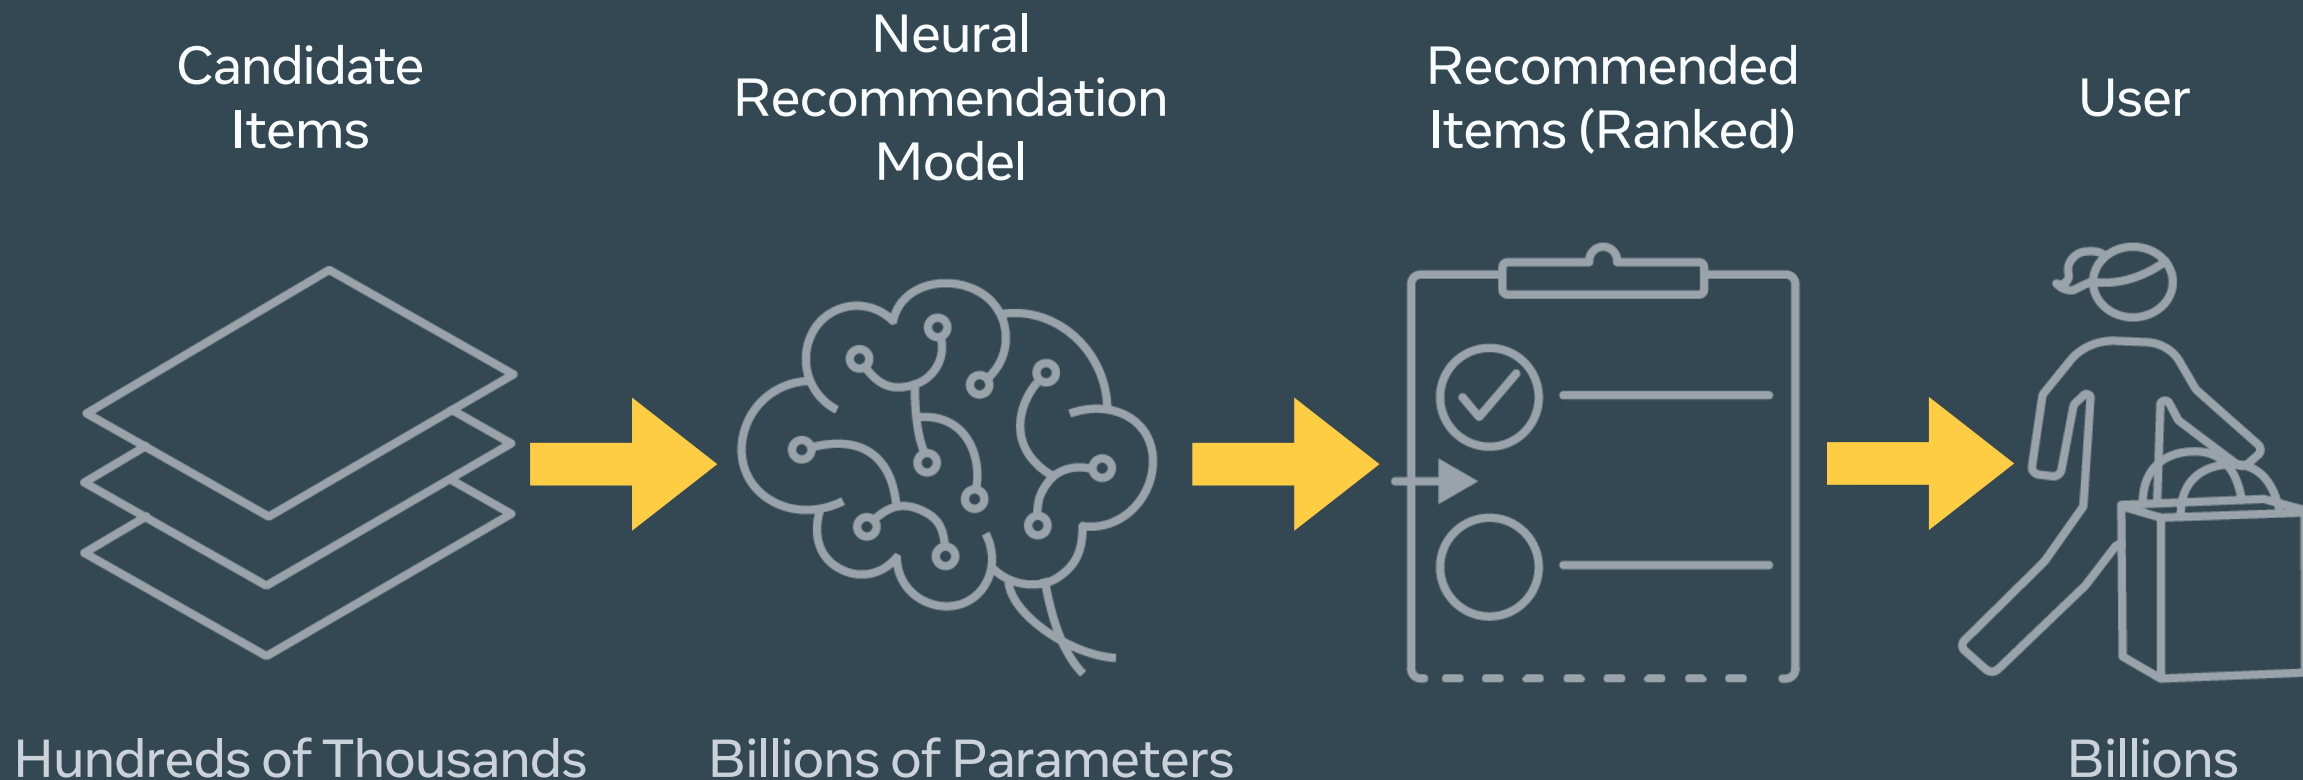 Candidate
Items
Neural
Recommendation
Model
Recommended
Items (Ranked)
User
Hundreds of Thousands
Billions of Parameters
Billions